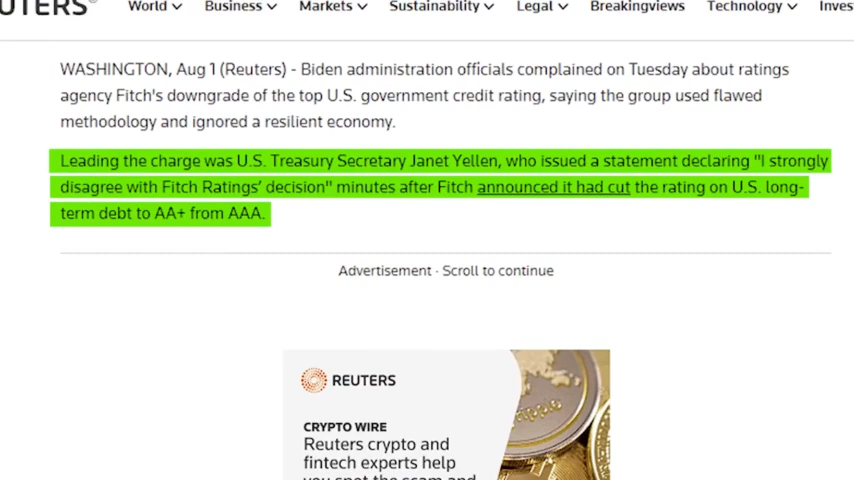 UTERS®
World Business Markets Sustainability Legal Breakingviews Technology Inves
WASHINGTON, Aug 1 (Reuters) - Biden administration officials complained on Tuesday about ratings
agency Fitch's downgrade of the top U.S. government credit rating, saying the group used flawed
methodology and ignored a resilient economy.
Leading the charge was U.S. Treasury Secretary Janet Yellen, who issued a statement declaring "I strongly
disagree with Fitch Ratings’ decision" minutes after Fitch announced it had cut the rating on U.S. long-
term debt to AA+ from AAA.
Advertisement · Scroll to continue
REUTERS
CRYPTO WIRE
Reuters crypto and
fintech experts help
you spot the scam and